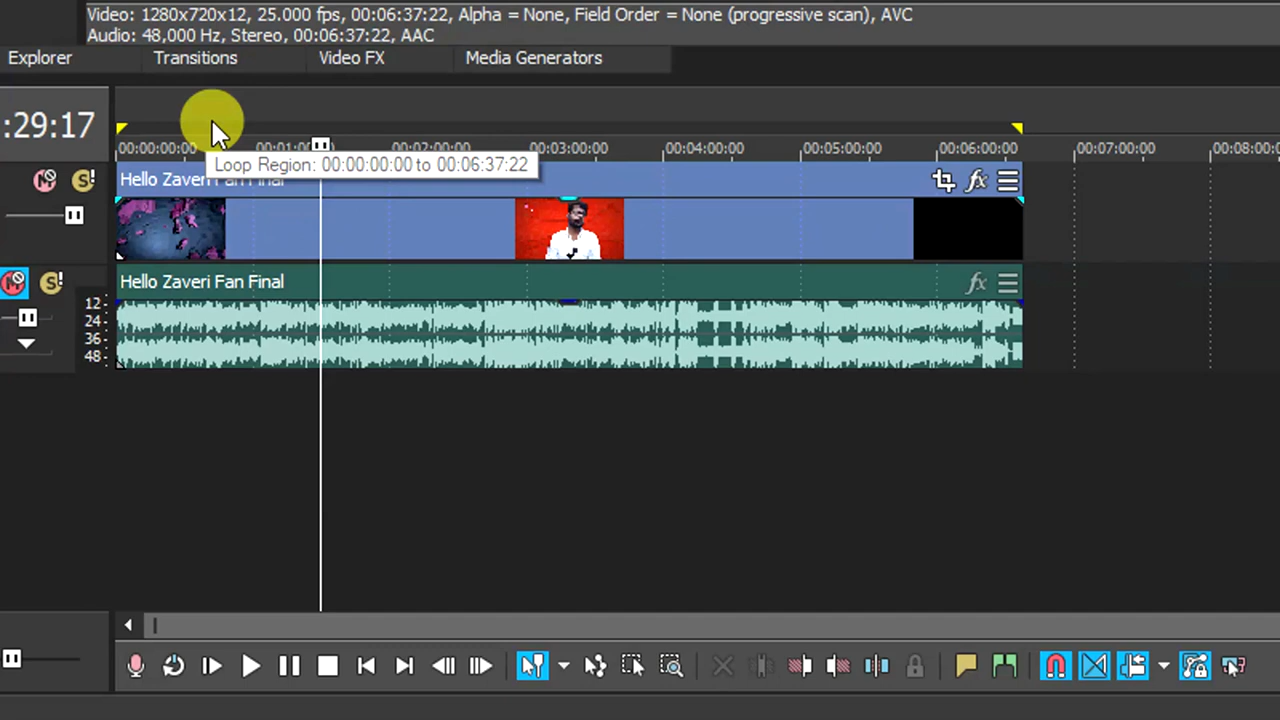 Video: 1280x720x12, 25.000 fps, 00:06:37:22, Alpha = None, Field Order = None (progressive scan), AVC
Audio: 48,000 Hz, Stereo, 00:06:37:22, AAC
Explorer Transitions Video FX Media Generators
:29:17
00:00:00:00 00:01:00 00:02:00:00 00:03:00:00 00:04:00:00 00:05:00:00 00:06:00:00 00:07:00:00 00:08:00:0
Loop Region: 00:00:00:00 to 00:06:37:22
Hello Zaveri Fan Final
Hello Zaveri Fan Final
12
24
36
48